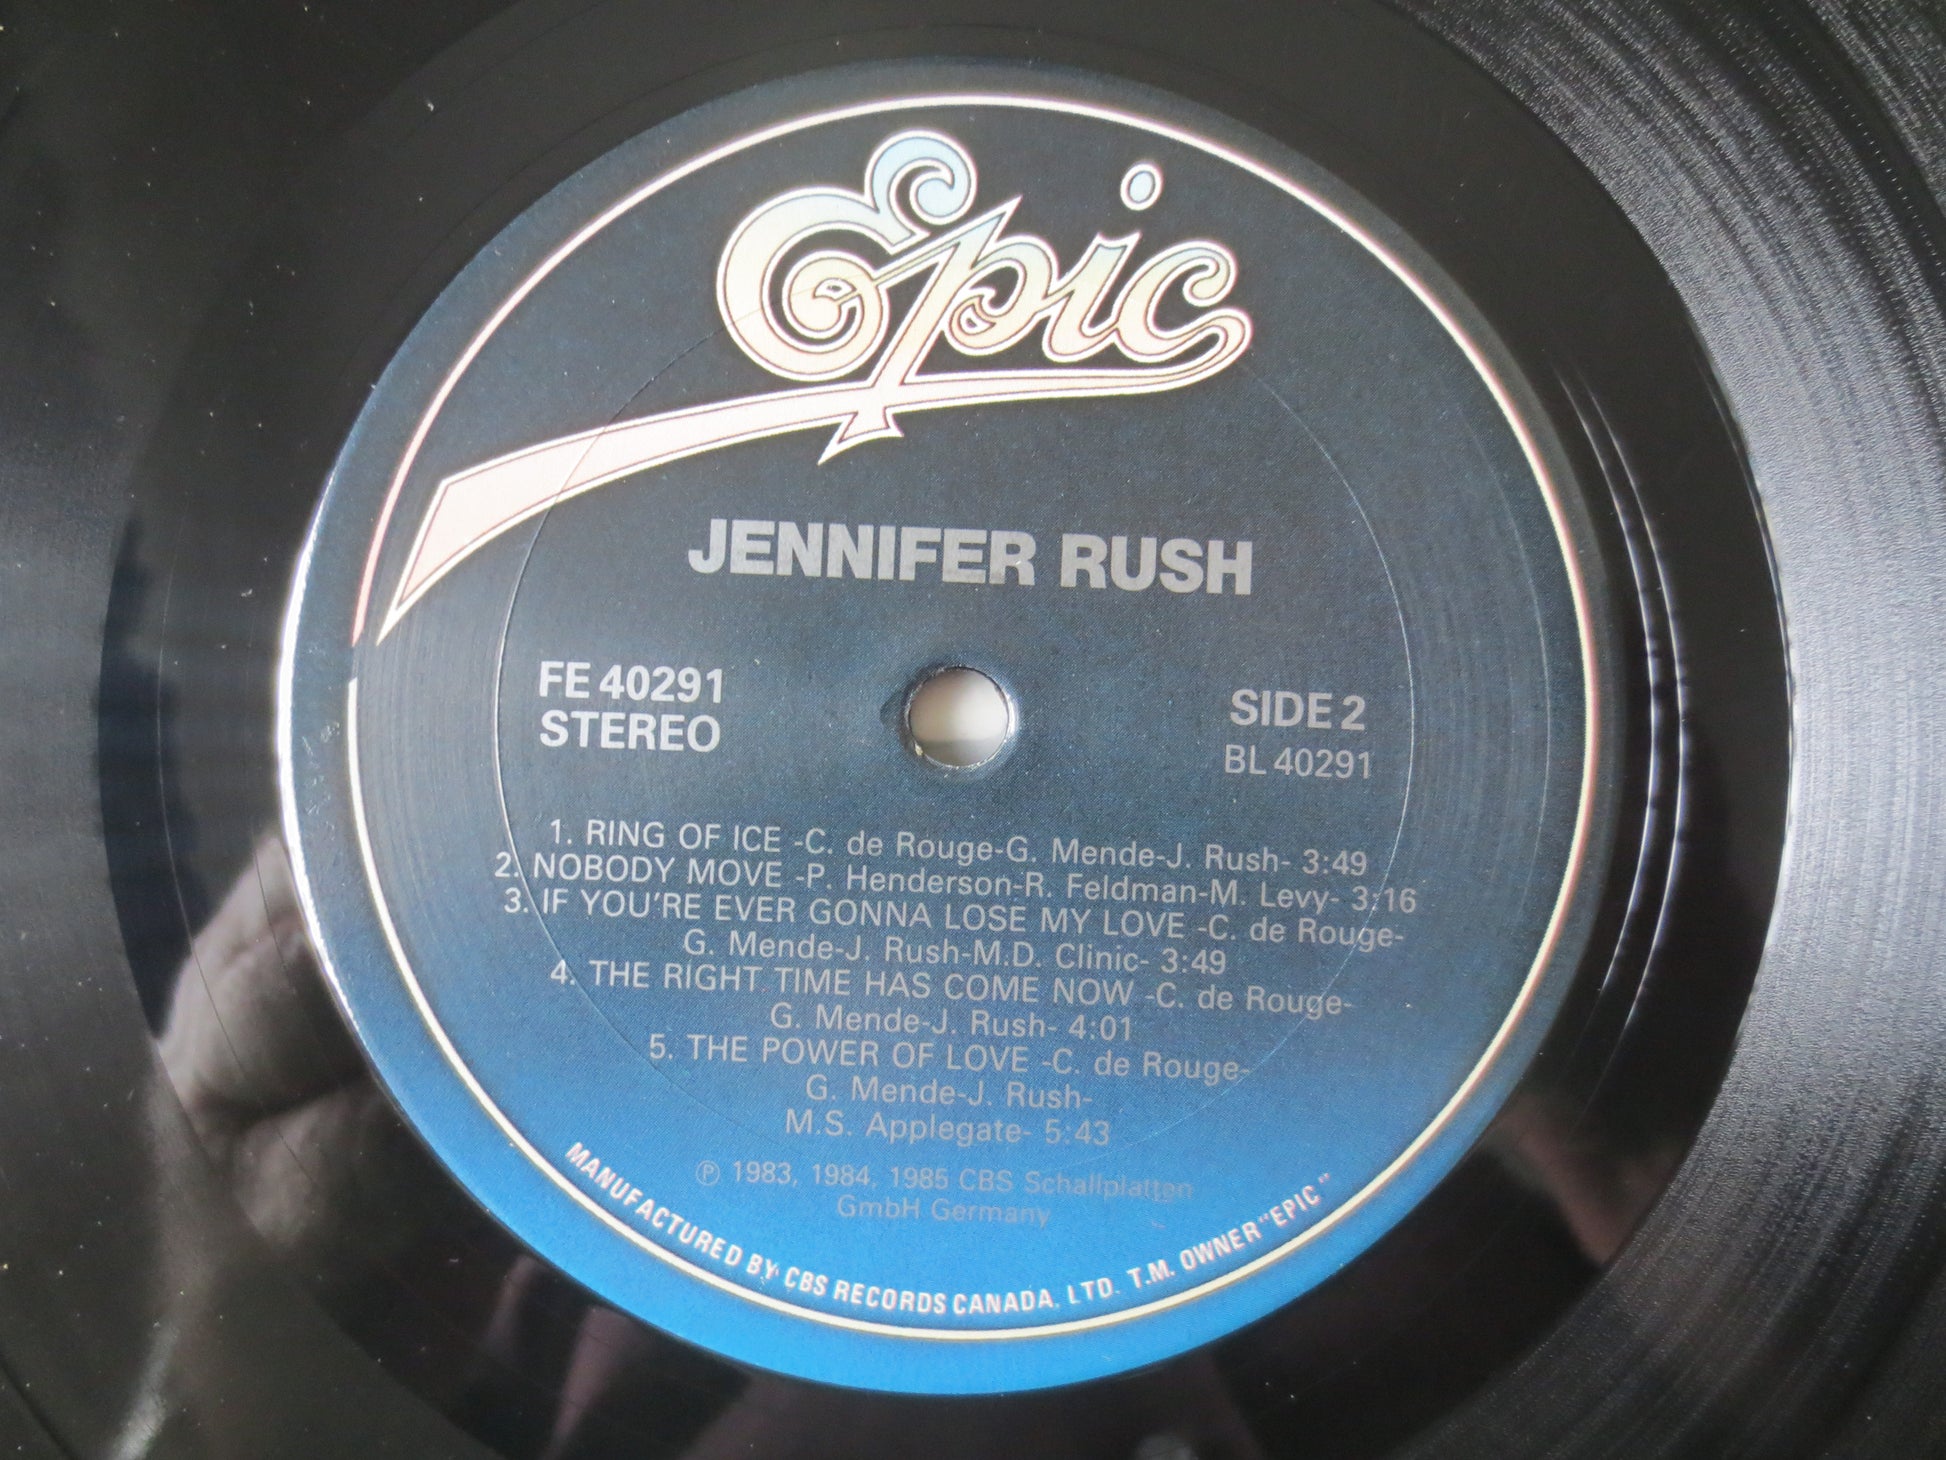 Epic
JENNIFER RUSH
FE 40291
STEREO
SIDE 2
BL 40291
1. RING OF ICE -C. de Rouge-G. Mende-J. Rush- 3:49
2. NOBODY MOVE -P. Henderson-R. Feldman-M. Levy- 3:16
3. IF YOU'RE EVER GONNA LOSE MY LOVE -C. de Rouge-
G. Mende-J. Rush-M.D. Clinic- 3:49
4. THE RIGHT TIME HAS COME NOW -C. de Rouge-
G. Mende-J. Rush- 4:01
5. THE POWER OF LOVE -C. de Rouge-
G. Mende-J. Rush-
M.S. Applegate- 5:43
℗ 1983, 1984, 1985 CBS Schallplatten
GmbH Germany
MANUFACTURED BY CBS RECORDS CANADA, LTD. T.M. OWNER "EPIC"